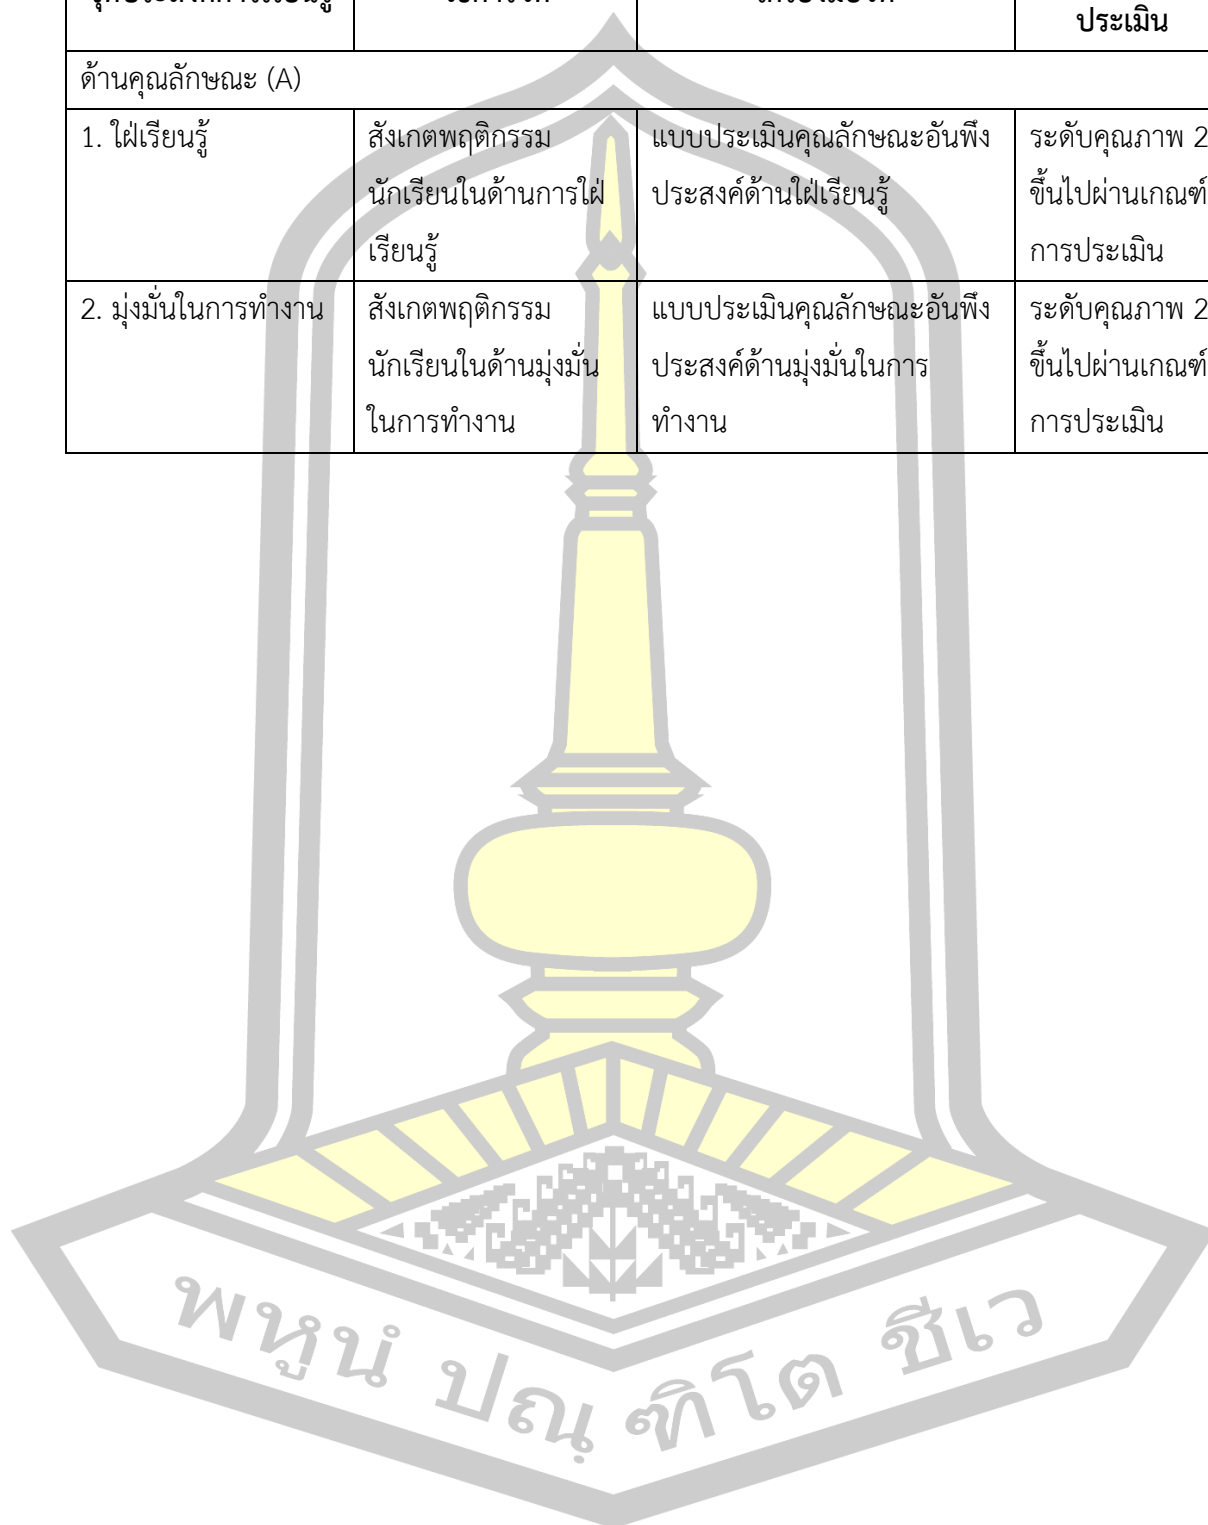 ประเมิน
ด้านคุณลักษณะ (A)
1. ใฝ่เรียนรู้
สังเกตพฤติกรรม
นักเรียนในด้านการใฝ่
เรียนรู้
แบบประเมินคุณลักษณะอันพึง
ประสงค์ด้านใฝ่เรียนรู้
ระดับคุณภาพ 2
ขึ้นไปผ่านเกณฑ์
การประเมิน
2. มุ่งมั่นในการทำงาน
สังเกตพฤติกรรม
นักเรียนในด้านมุ่งมั่น
ในการทำงาน
แบบประเมินคุณลักษณะอันพึง
ประสงค์ด้านมุ่งมั่นในการ
ทำงาน
ระดับคุณภาพ 2
ขึ้นไปผ่านเกณฑ์
การประเมิน
พหูนํ ปณฺฑิโต ชีเว